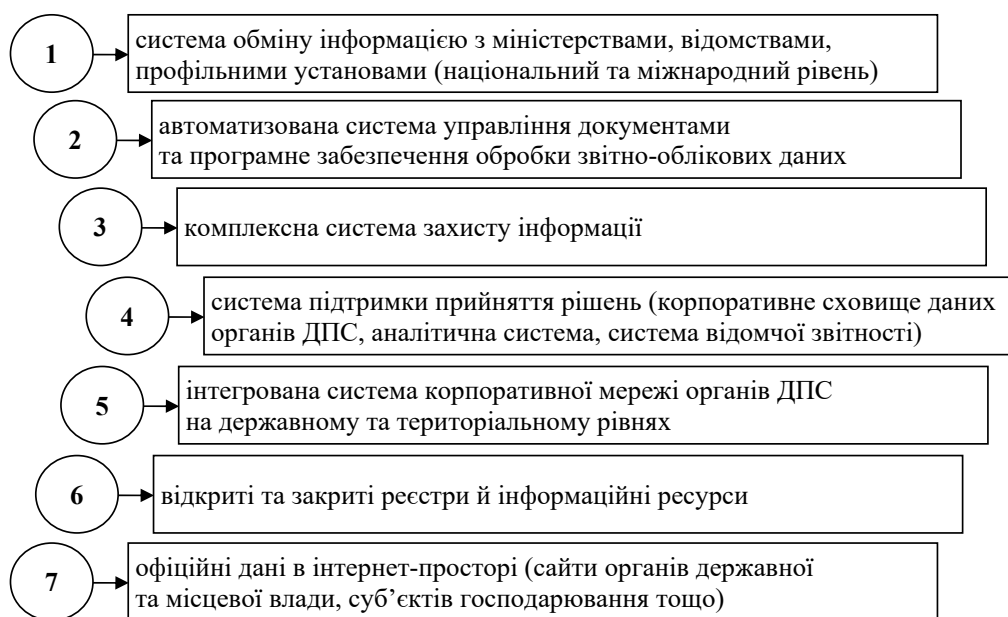 1
система обміну інформацією з міністерствами, відомствами,
профільними установами (національний та міжнародний рівень)
2
автоматизована система управління документами
та програмне забезпечення обробки звітно-облікових даних
3
комплексна система захисту інформації
4
система підтримки прийняття рішень (корпоративне сховище даних
органів ДПС, аналітична система, система відомчої звітності)
5
інтегрована система корпоративної мережі органів ДПС
на державному та територіальному рівнях
6
відкриті та закриті реєстри й інформаційні ресурси
7
офіційні дані в інтернет-просторі (сайти органів державної
та місцевої влади, суб’єктів господарювання тощо)